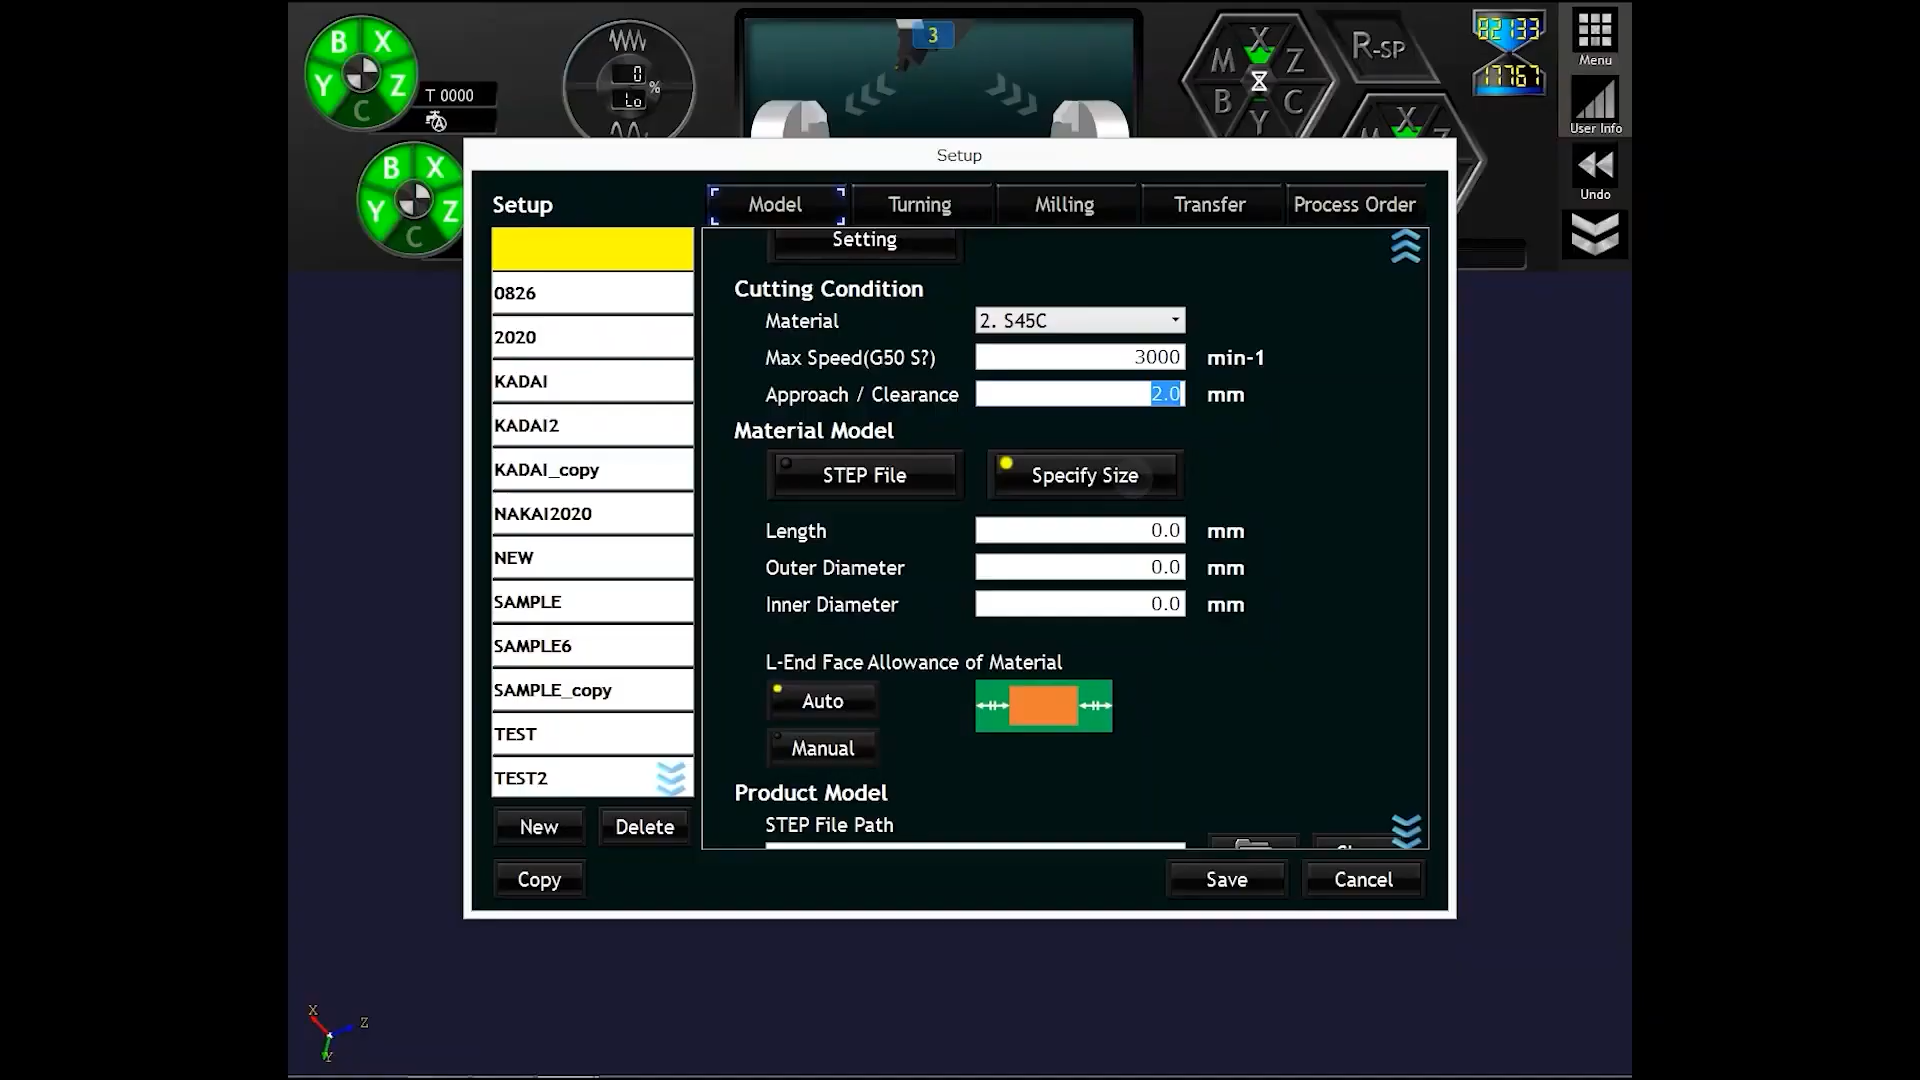 B X
Y Z
C
T 0000
0
%
Lo
3
X
M Z
B C
Y
R-SP
X
M Z
82133
17767
Menu
User Info
Undo
B X
Y Z
C
Setup
Setup
Model
Turning
Milling
Transfer
Process Order
0826
2020
KADAI
KADAI2
KADAI_copy
NAKAI2020
NEW
SAMPLE
SAMPLE6
SAMPLE_copy
TEST
TEST2
New
Delete
Copy
Setting
Cutting Condition
Material 2. S45C
Max Speed(G50 S?) 3000 min-1
Approach / Clearance 2.0 mm
Material Model
STEP File Specify Size
Length 0.0 mm
Outer Diameter 0.0 mm
Inner Diameter 0.0 mm
L-End Face Allowance of Material
Auto
Manual
Product Model
STEP File Path
Save
Cancel
X
Z
Y